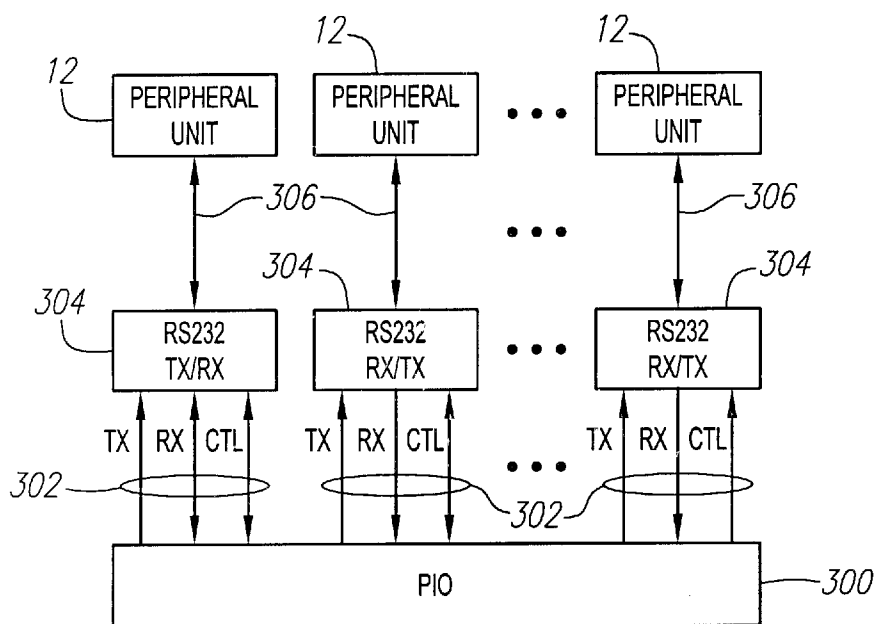 12
12
12
PERIPHERAL
UNIT
PERIPHERAL
UNIT
PERIPHERAL
UNIT
306
306
304
304
304
RS232
TX/RX
RS232
RX/TX
RS232
RX/TX
TX RX CTL
TX RX CTL
TX RX CTL
302
302
PIO
300